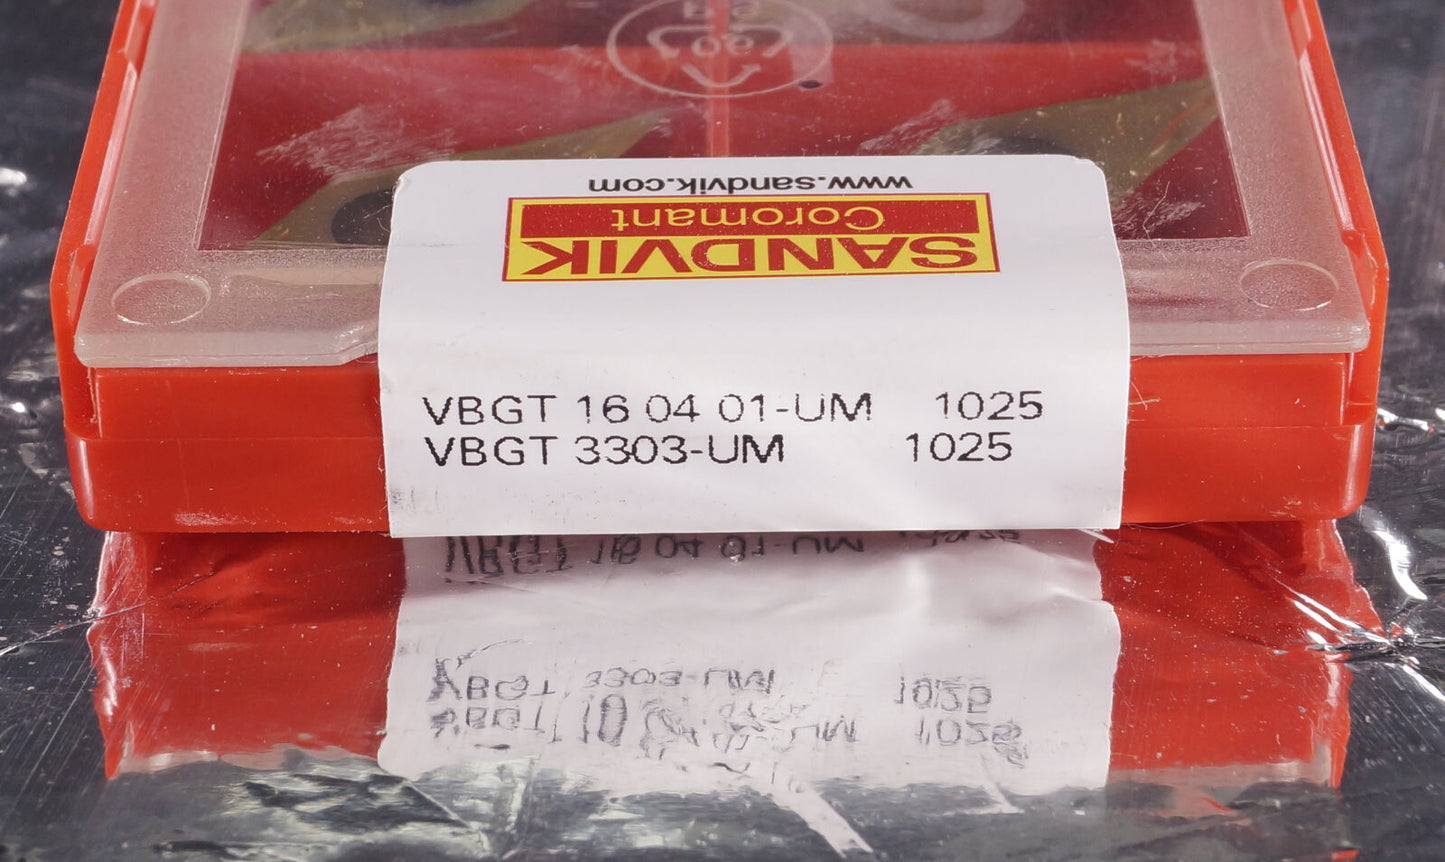 www.sandvik.com
Coromant
SANDVIK
VBGT 16 04 01-UM 1025
VBGT 3303-UM 1025